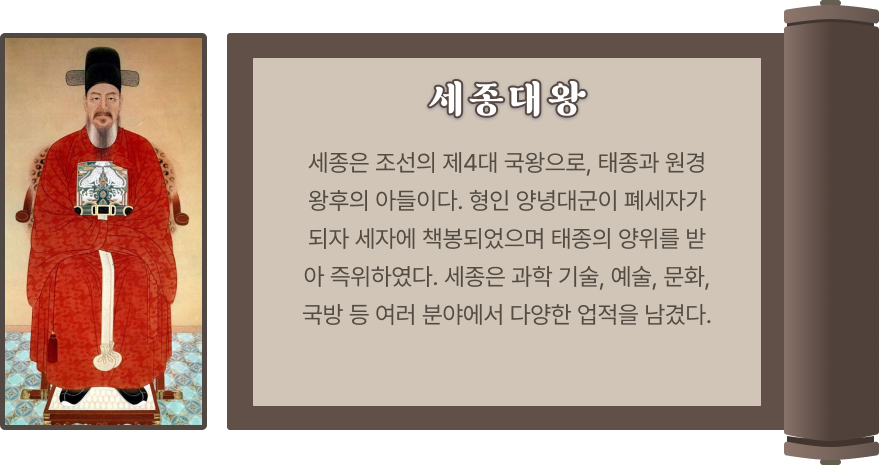 세종대왕
세종은 조선의 제4대 국왕으로, 태종과 원경
왕후의 아들이다. 형인 양녕대군이 폐세자가
되자 세자에 책봉되었으며 태종의 양위를 받
아 즉위하였다. 세종은 과학 기술, 예술, 문화,
국방 등 여러 분야에서 다양한 업적을 남겼다.